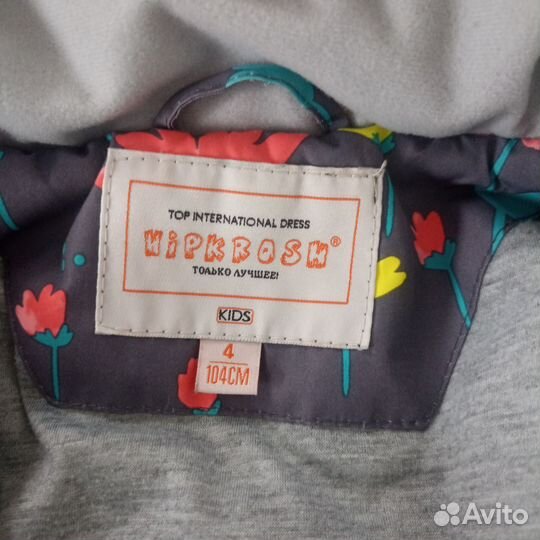 TOP INTERNATIONAL DRESS
HIPKROSH®
ТОЛЬКО ЛУЧШЕЕ!
KIDS
4
104CM
Avito